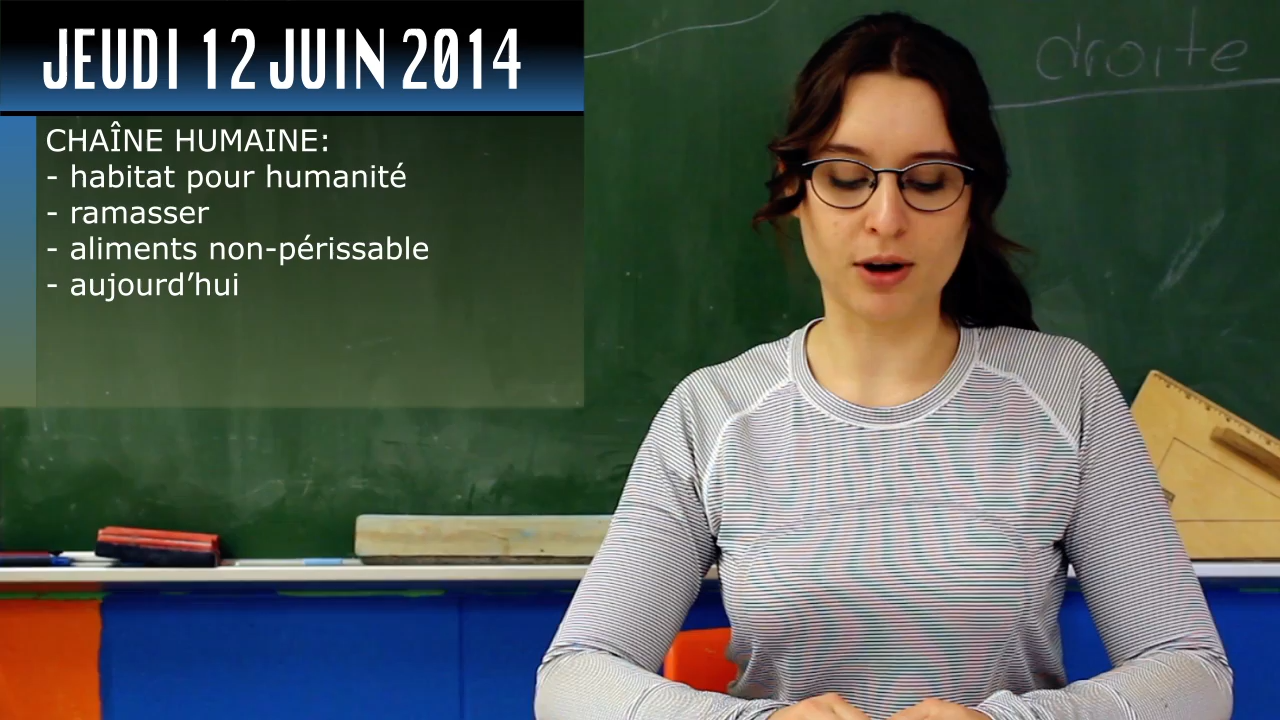 JEUDI 12 JUIN 2014
CHAÎNE HUMAINE:
- habitat pour humanité
- ramasser
- aliments non-périssable
- aujourd’hui
droite